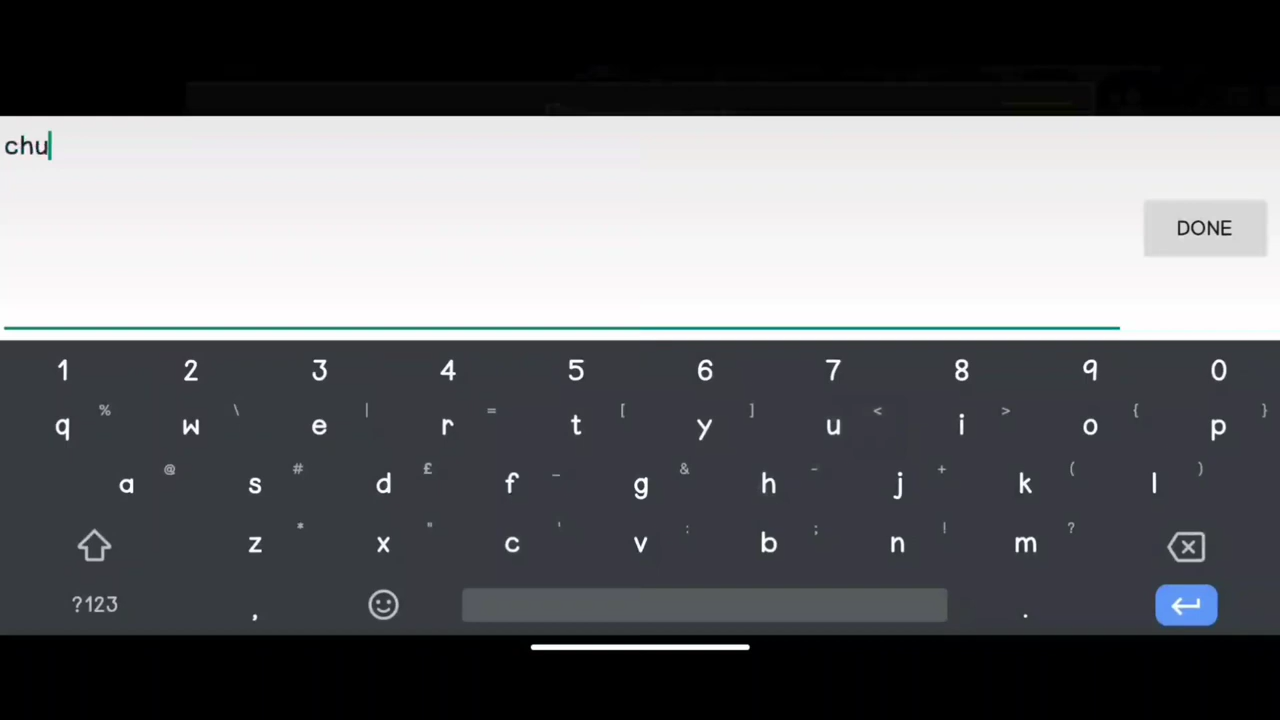 chu
DONE
1 2 3 4 5 6 7 8 9 0
q % w \ e | r = t [ y ] u < i > o { p }
a @ s # d £ f _ g & h - j + k ( l )
z * x " c ' v : b ; n ! m ?
?123 , .